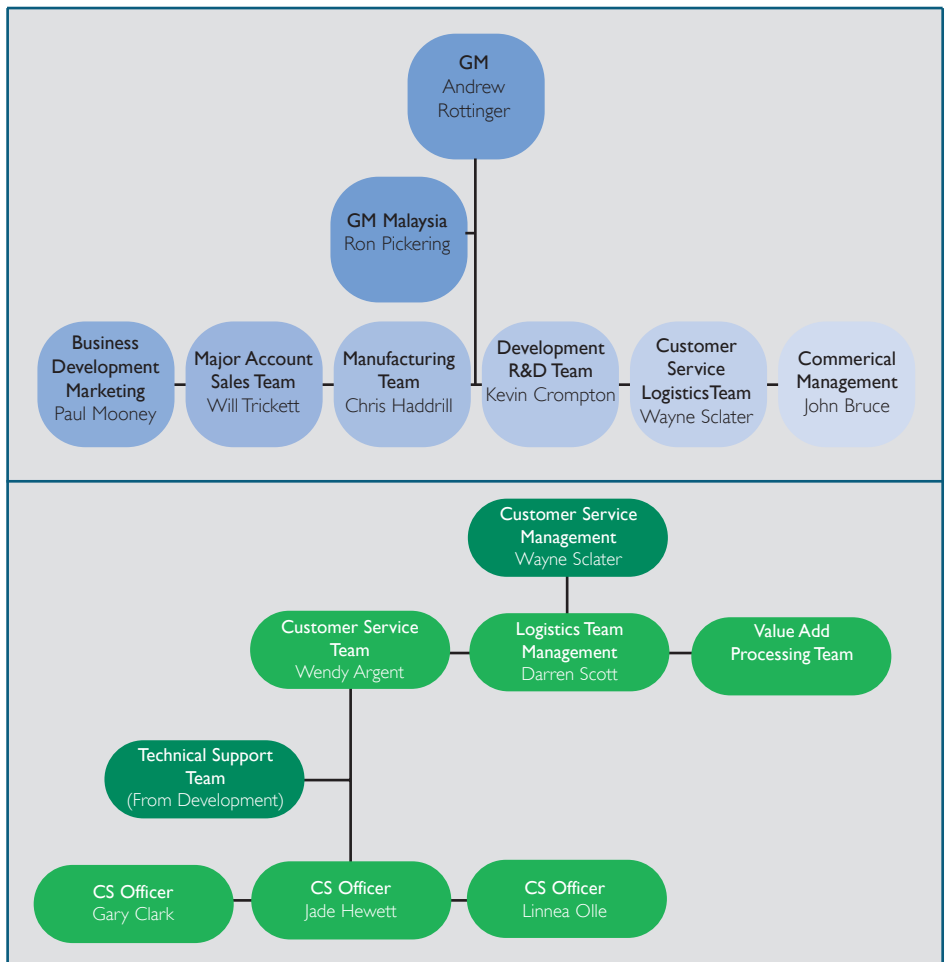 GM
Andrew
Rottinger
GM Malaysia
Ron Pickering
Business
Development
Marketing
Paul Mooney
Major Account
Sales Team
Will Trickett
Manufacturing
Team
Chris Haddrill
Development
R&D Team
Kevin Crompton
Customer
Service
LogisticsTeam
Wayne Sclater
Commerical
Management
John Bruce
Customer Service
Management
Wayne Sclater
Customer Service
Team
Wendy Argent
Logistics Team
Management
Darren Scott
Value Add
Processing Team
Technical Support
Team
(From Development)
CS Officer
Gary Clark
CS Officer
Jade Hewett
CS Officer
Linnea Olle